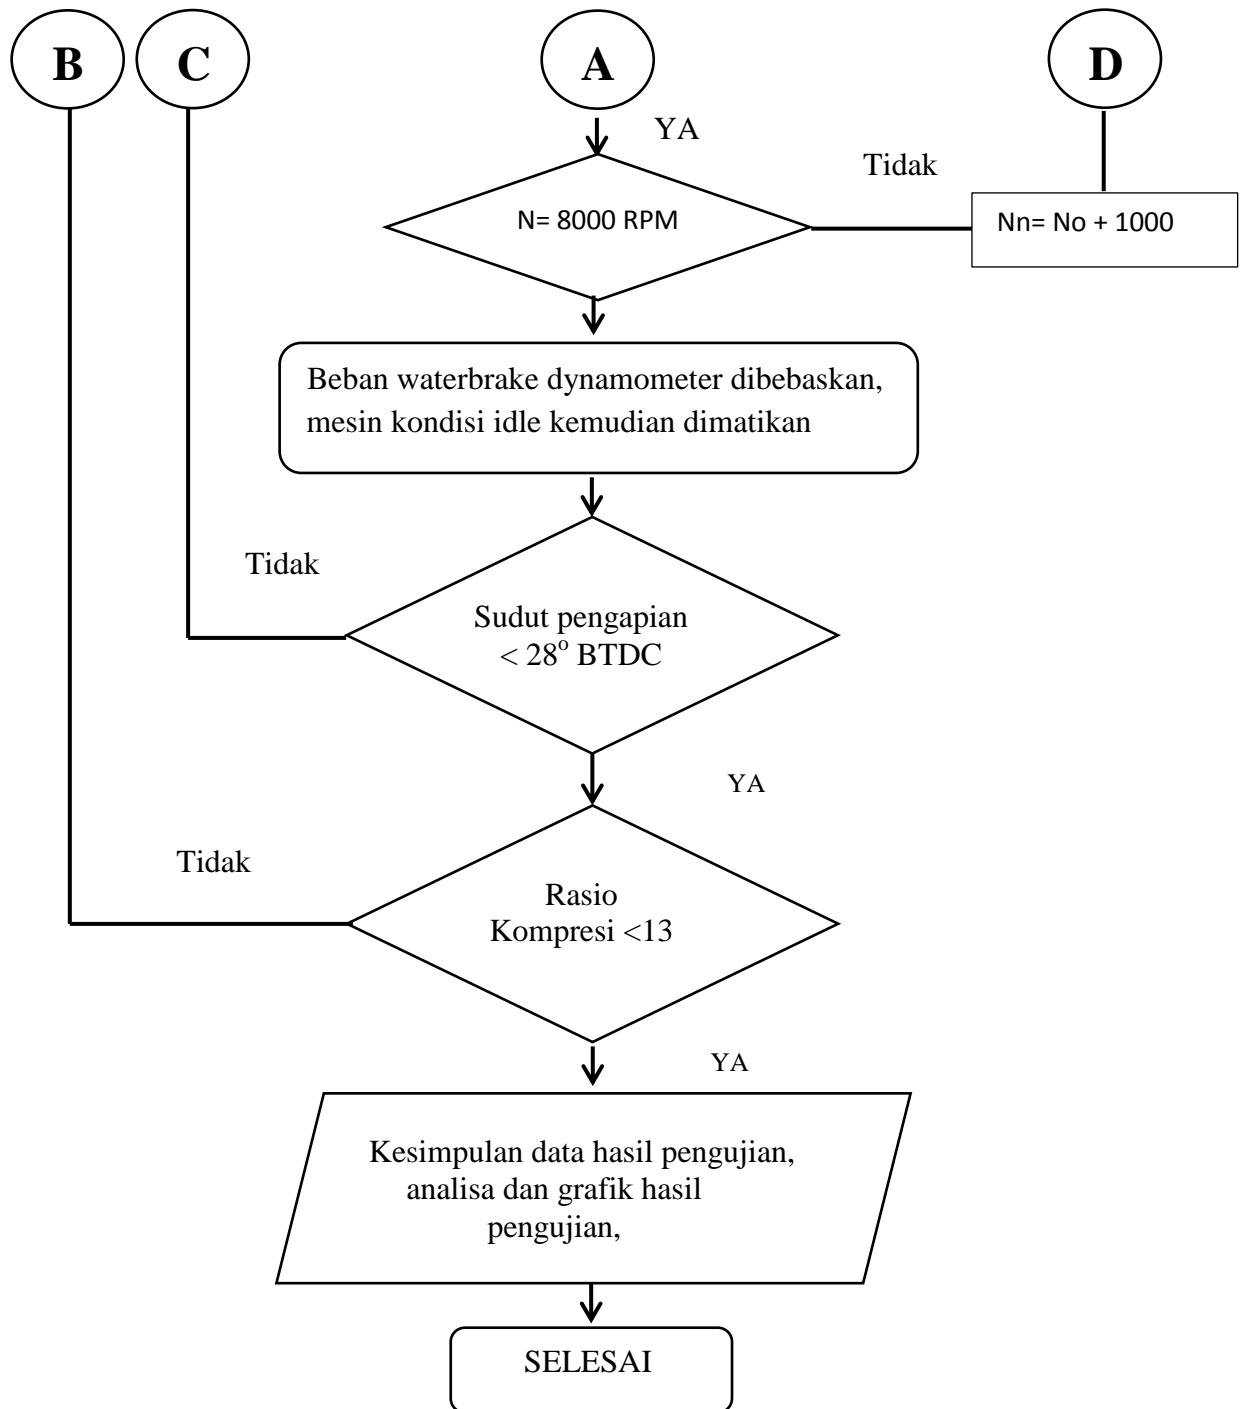 B
C
A
D
YA
Tidak
N= 8000 RPM
Nn= No + 1000
Beban waterbrake dynamometer dibebaskan,
mesin kondisi idle kemudian dimatikan
Tidak
Sudut pengapian
< 28° BTDC
YA
Tidak
Rasio
Kompresi <13
YA
Kesimpulan data hasil pengujian,
analisa dan grafik hasil
pengujian,
SELESAI